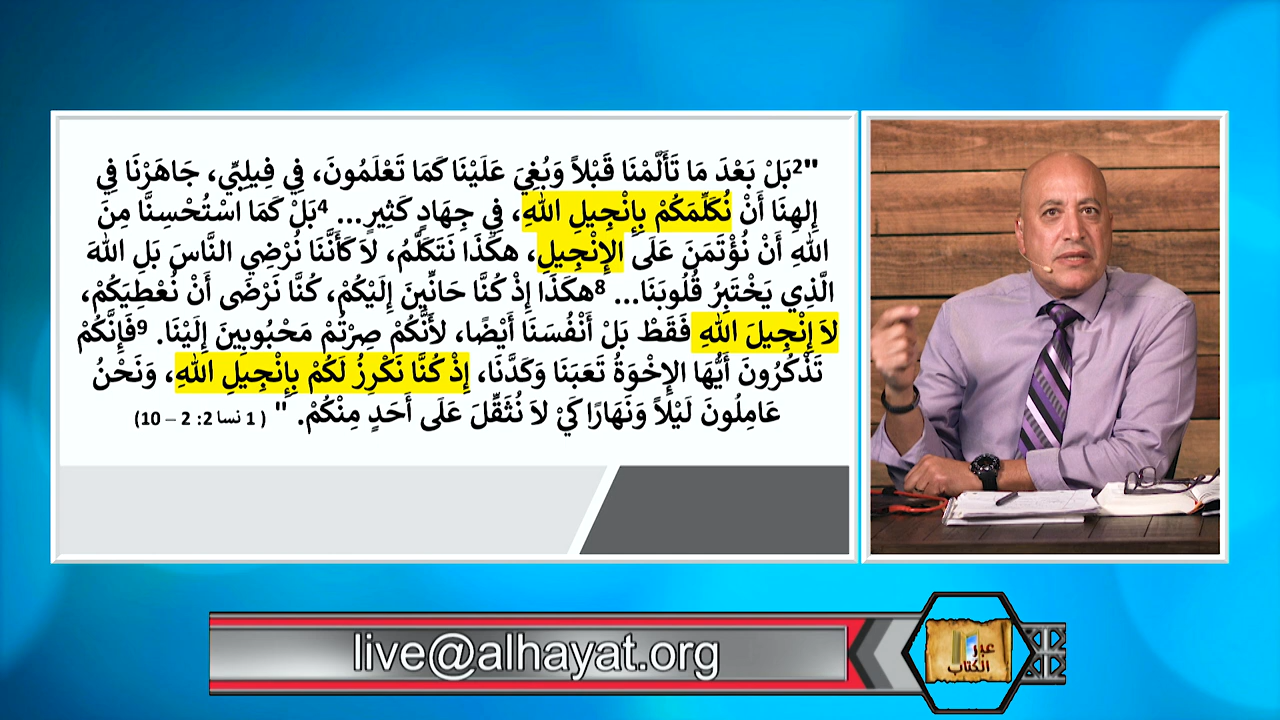 "2بَلْ بَعْدَ مَا تَأَلَّمْنَا قَبْلاً وَبُغِيَ عَلَيْنَا كَمَا تَعْلَمُونَ، فِي فِيلِبِّي، جَاهَرْنَا فِي
إِلهِنَا أَنْ نُكَلِّمَكُمْ بِإِنْجِيلِ اللهِ، فِي جِهَادٍ كَثِيرٍ... 4بَلْ كَمَا اسْتُحْسِنَّا مِنَ
اللهِ أَنْ نُؤْتَمَنَ عَلَى الإِنْجِيلِ، هكَذَا نَتَكَلَّمُ، لاَ كَأَنَّنَا نُرْضِي النَّاسَ بَلِ اللهَ
الَّذِي يَخْتَبِرُ قُلُوبَنَا... 8هكَذَا إِذْ كُنَّا حَانِّينَ إِلَيْكُمْ، كُنَّا نَرْضَى أَنْ نُعْطِيَكُمْ،
لاَ إِنْجِيلَ اللهِ فَقَطْ بَلْ أَنْفُسَنَا أَيْضًا، لأَنَّكُمْ صِرْتُمْ مَحْبُوبِينَ إِلَيْنَا. 9فَإِنَّكُمْ
تَذْكُرُونَ أَيُّهَا الإِخْوَةُ تَعَبَنَا وَكَدَّنَا، إِذْ كُنَّا نَكْرِزُ لَكُمْ بِإِنْجِيلِ اللهِ، وَنَحْنُ
عَامِلُونَ لَيْلاً وَنَهَارًا كَيْ لاَ نُثَقِّلَ عَلَى أَحَدٍ مِنْكُمْ. " ( 1 نسا 2: 2 – 10)
live@alhayat.org
عبر
الكتاب